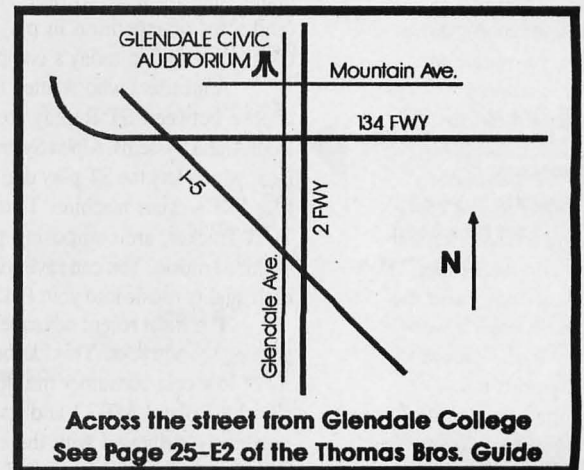 GLENDALE CIVIC
AUDITORIUM
Mountain Ave.
134 FWY
I-5
2 FWY
Glendale Ave.
N
Across the street from Glendale College
See Page 25-E2 of the Thomas Bros. Guide